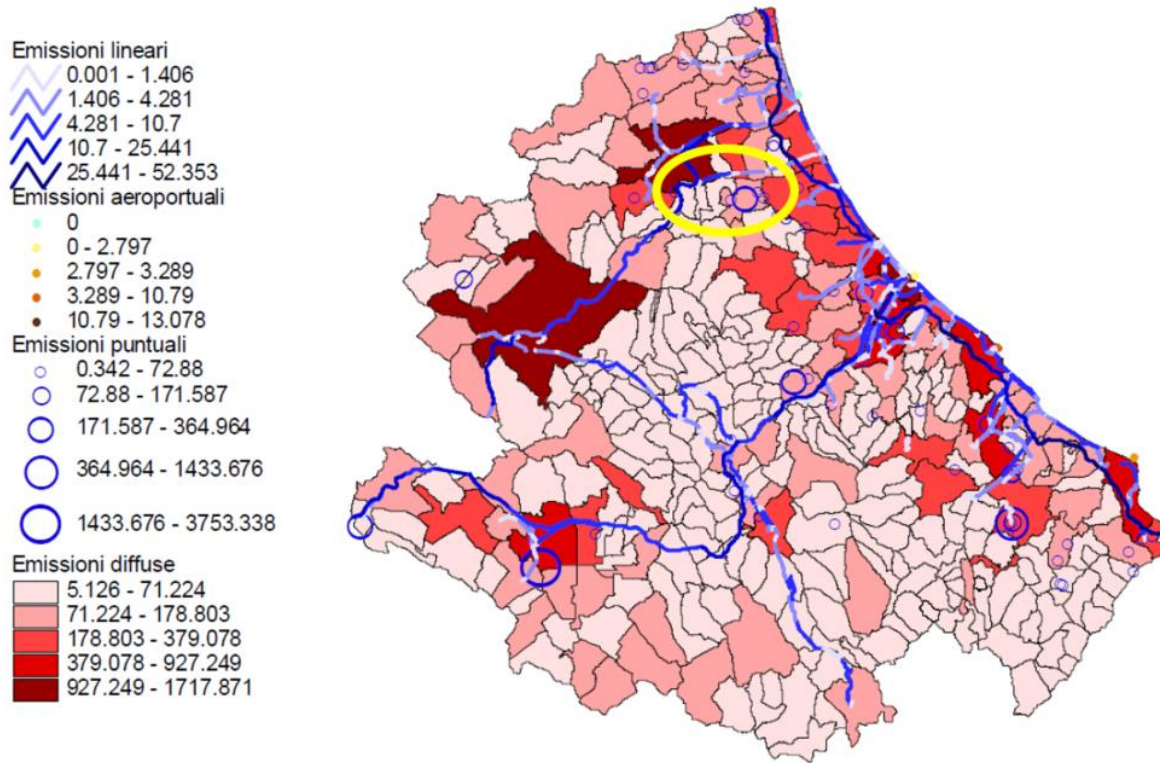 Emissioni lineari
0.001 - 1.406
1.406 - 4.281
4.281 - 10.7
10.7 - 25.441
25.441 - 52.353
Emissioni aeroportuali
0
0 - 2.797
2.797 - 3.289
3.289 - 10.79
10.79 - 13.078
Emissioni puntuali
0.342 - 72.88
72.88 - 171.587
171.587 - 364.964
364.964 - 1433.676
1433.676 - 3753.338
Emissioni diffuse
5.126 - 71.224
71.224 - 178.803
178.803 - 379.078
379.078 - 927.249
927.249 - 1717.871